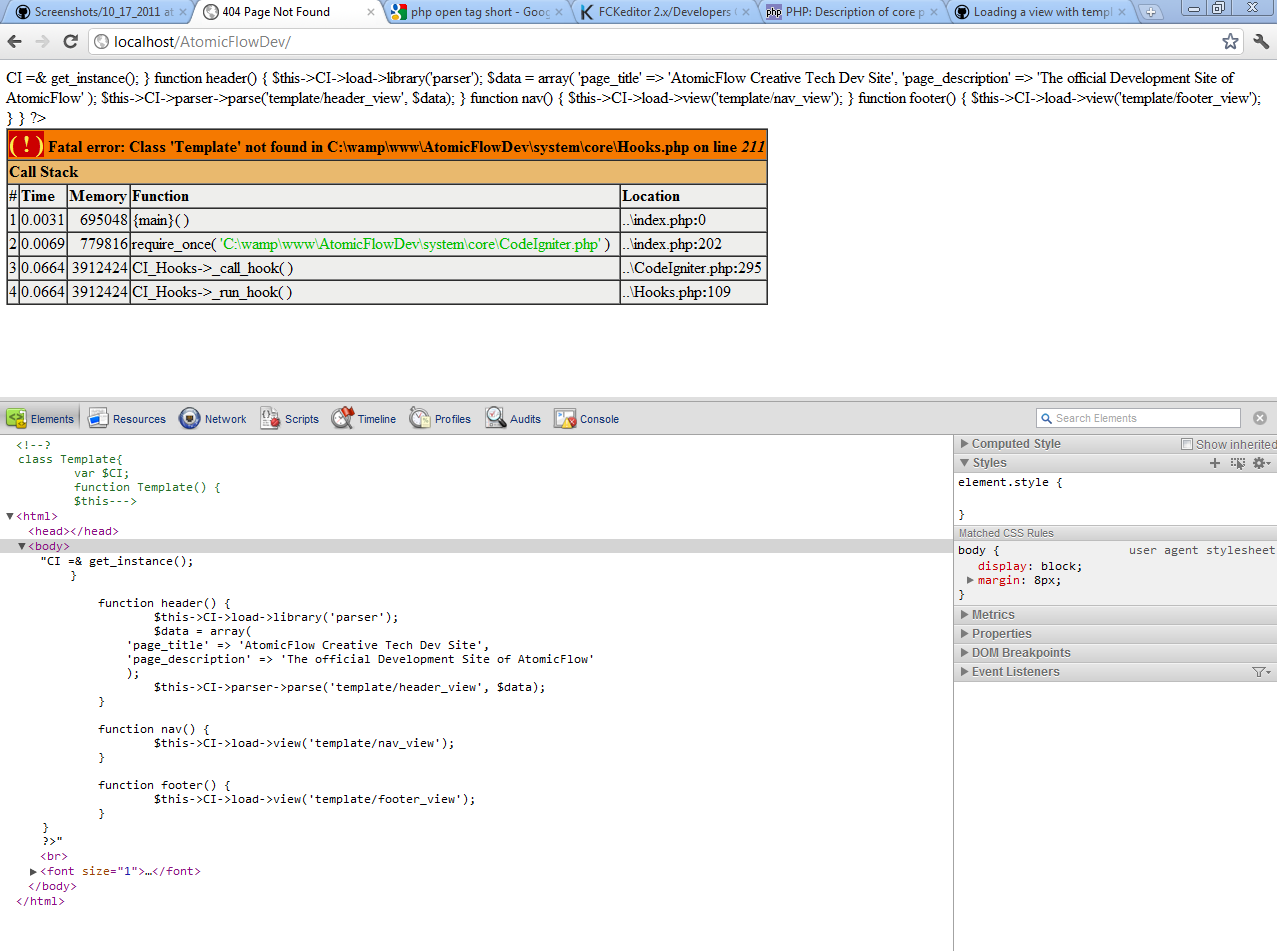 Screenshots/10_17_2011 at
404 Page Not Found
php open tag short - Goog
FCKeditor 2.x/Developers
PHP: Description of core p
Loading a view with templ
localhost/AtomicFlowDev/
CI =& get_instance(); } function header() { $this->CI->load->library('parser'); $data = array( 'page_title' => 'AtomicFlow Creative Tech Dev Site', 'page_description' => 'The official Development Site of
AtomicFlow' ); $this->CI->parser->parse('template/header_view', $data); } function nav() { $this->CI->load->view('template/nav_view'); } function footer() { $this->CI->load->view('template/footer_view');
} } ?>
( ! ) Fatal error: Class 'Template' not found in C:\wamp\www\AtomicFlowDev\system\core\Hooks.php on line 211
Call Stack
# Time Memory Function Location
1 0.0031 695048 {main}( ) ..\index.php:0
2 0.0069 779816 require_once( 'C:\wamp\www\AtomicFlowDev\system\core\CodeIgniter.php' ) ..\index.php:202
3 0.0664 3912424 CI_Hooks->_call_hook( ) ..\CodeIgniter.php:295
4 0.0664 3912424 CI_Hooks->_run_hook( ) ..\Hooks.php:109
Elements Resources Network Scripts Timeline Profiles Audits Console Search Elements
<!--?
class Template{
var $CI;
function Template() {
$this--->
<html>
<head></head>
<body>
"CI =& get_instance();
}
function header() {
$this->CI->load->library('parser');
$data = array(
'page_title' => 'AtomicFlow Creative Tech Dev Site',
'page_description' => 'The official Development Site of AtomicFlow'
);
$this->CI->parser->parse('template/header_view', $data);
}
function nav() {
$this->CI->load->view('template/nav_view');
}
function footer() {
$this->CI->load->view('template/footer_view');
}
}
?>"
<br>
<font size="1">…</font>
</body>
</html>
Computed Style Show inherited
Styles
element.style {
}
Matched CSS Rules
body { user agent stylesheet
display: block;
margin: 8px;
}
Metrics
Properties
DOM Breakpoints
Event Listeners